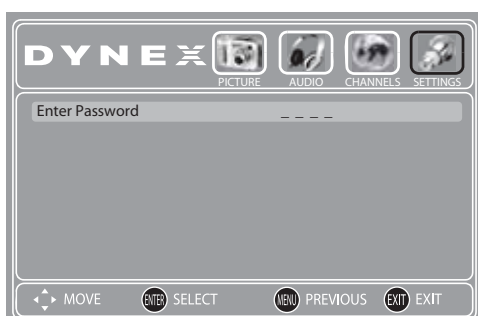 DYNEX
PICTURE AUDIO CHANNELS SETTINGS
Enter Password _ _ _ _
MOVE ENTER SELECT MENU PREVIOUS EXIT EXIT